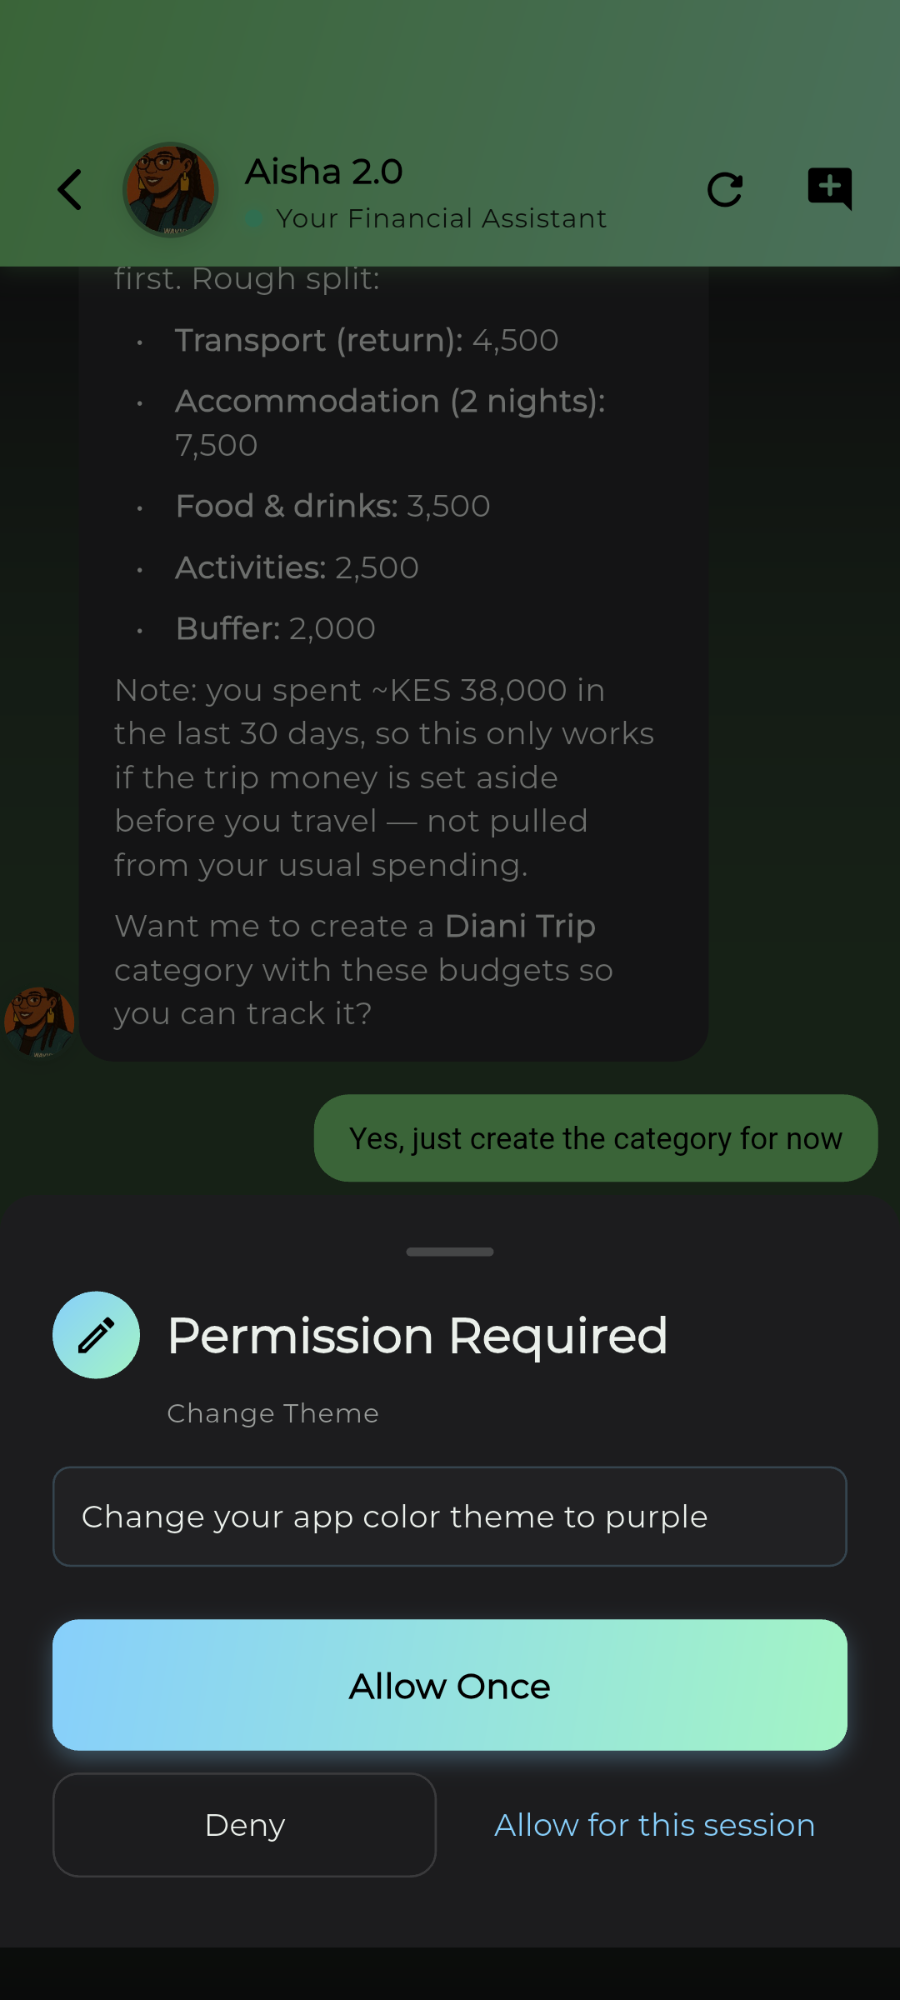 Aisha 2.0
Your Financial Assistant
first. Rough split:
• Transport (return): 4,500
• Accommodation (2 nights):
7,500
• Food & drinks: 3,500
• Activities: 2,500
• Buffer: 2,000
Note: you spent ~KES 38,000 in
the last 30 days, so this only works
if the trip money is set aside
before you travel — not pulled
from your usual spending.
Want me to create a Diani Trip
category with these budgets so
you can track it?
Yes, just create the category for now
Permission Required
Change Theme
Change your app color theme to purple
Allow Once
Deny
Allow for this session